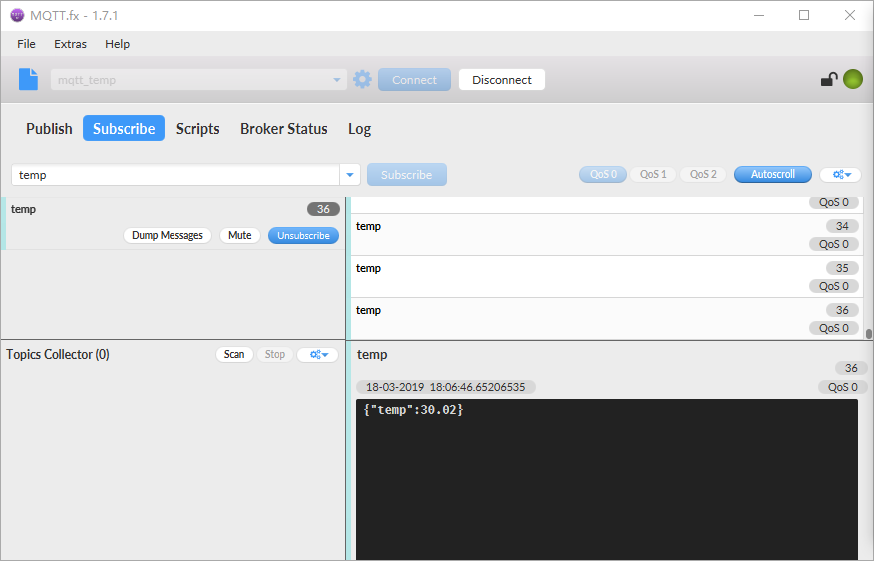 MQTT.fx - 1.7.1
File Extras Help
mqtt_temp Connect Disconnect
Publish Subscribe Scripts Broker Status Log
temp Subscribe QoS 0 QoS 1 QoS 2 Autoscroll
temp 36
Dump Messages Mute Unsubscribe
QoS 0
temp 34
QoS 0
temp 35
QoS 0
temp 36
QoS 0
Topics Collector (0) Scan Stop
temp
36
18-03-2019 18:06:46.65206535 QoS 0
{"temp":30.02}